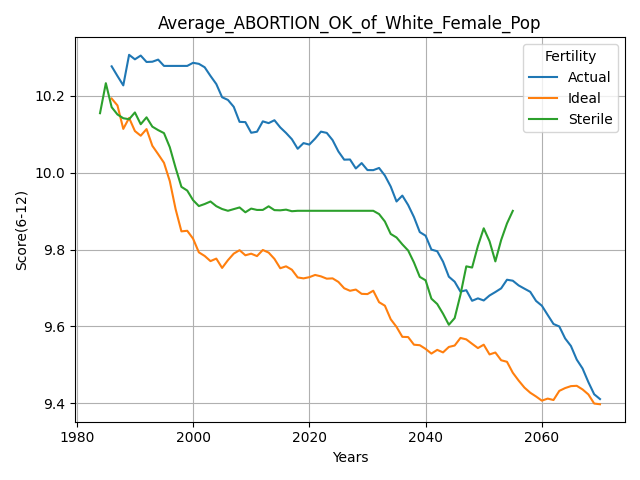 Average_ABORTION_OK_of_White_Female_Pop
Fertility
Actual
Ideal
Sterile
Score(6-12)
10.2
10.0
9.8
9.6
9.4
1980
2000
2020
2040
2060
Years